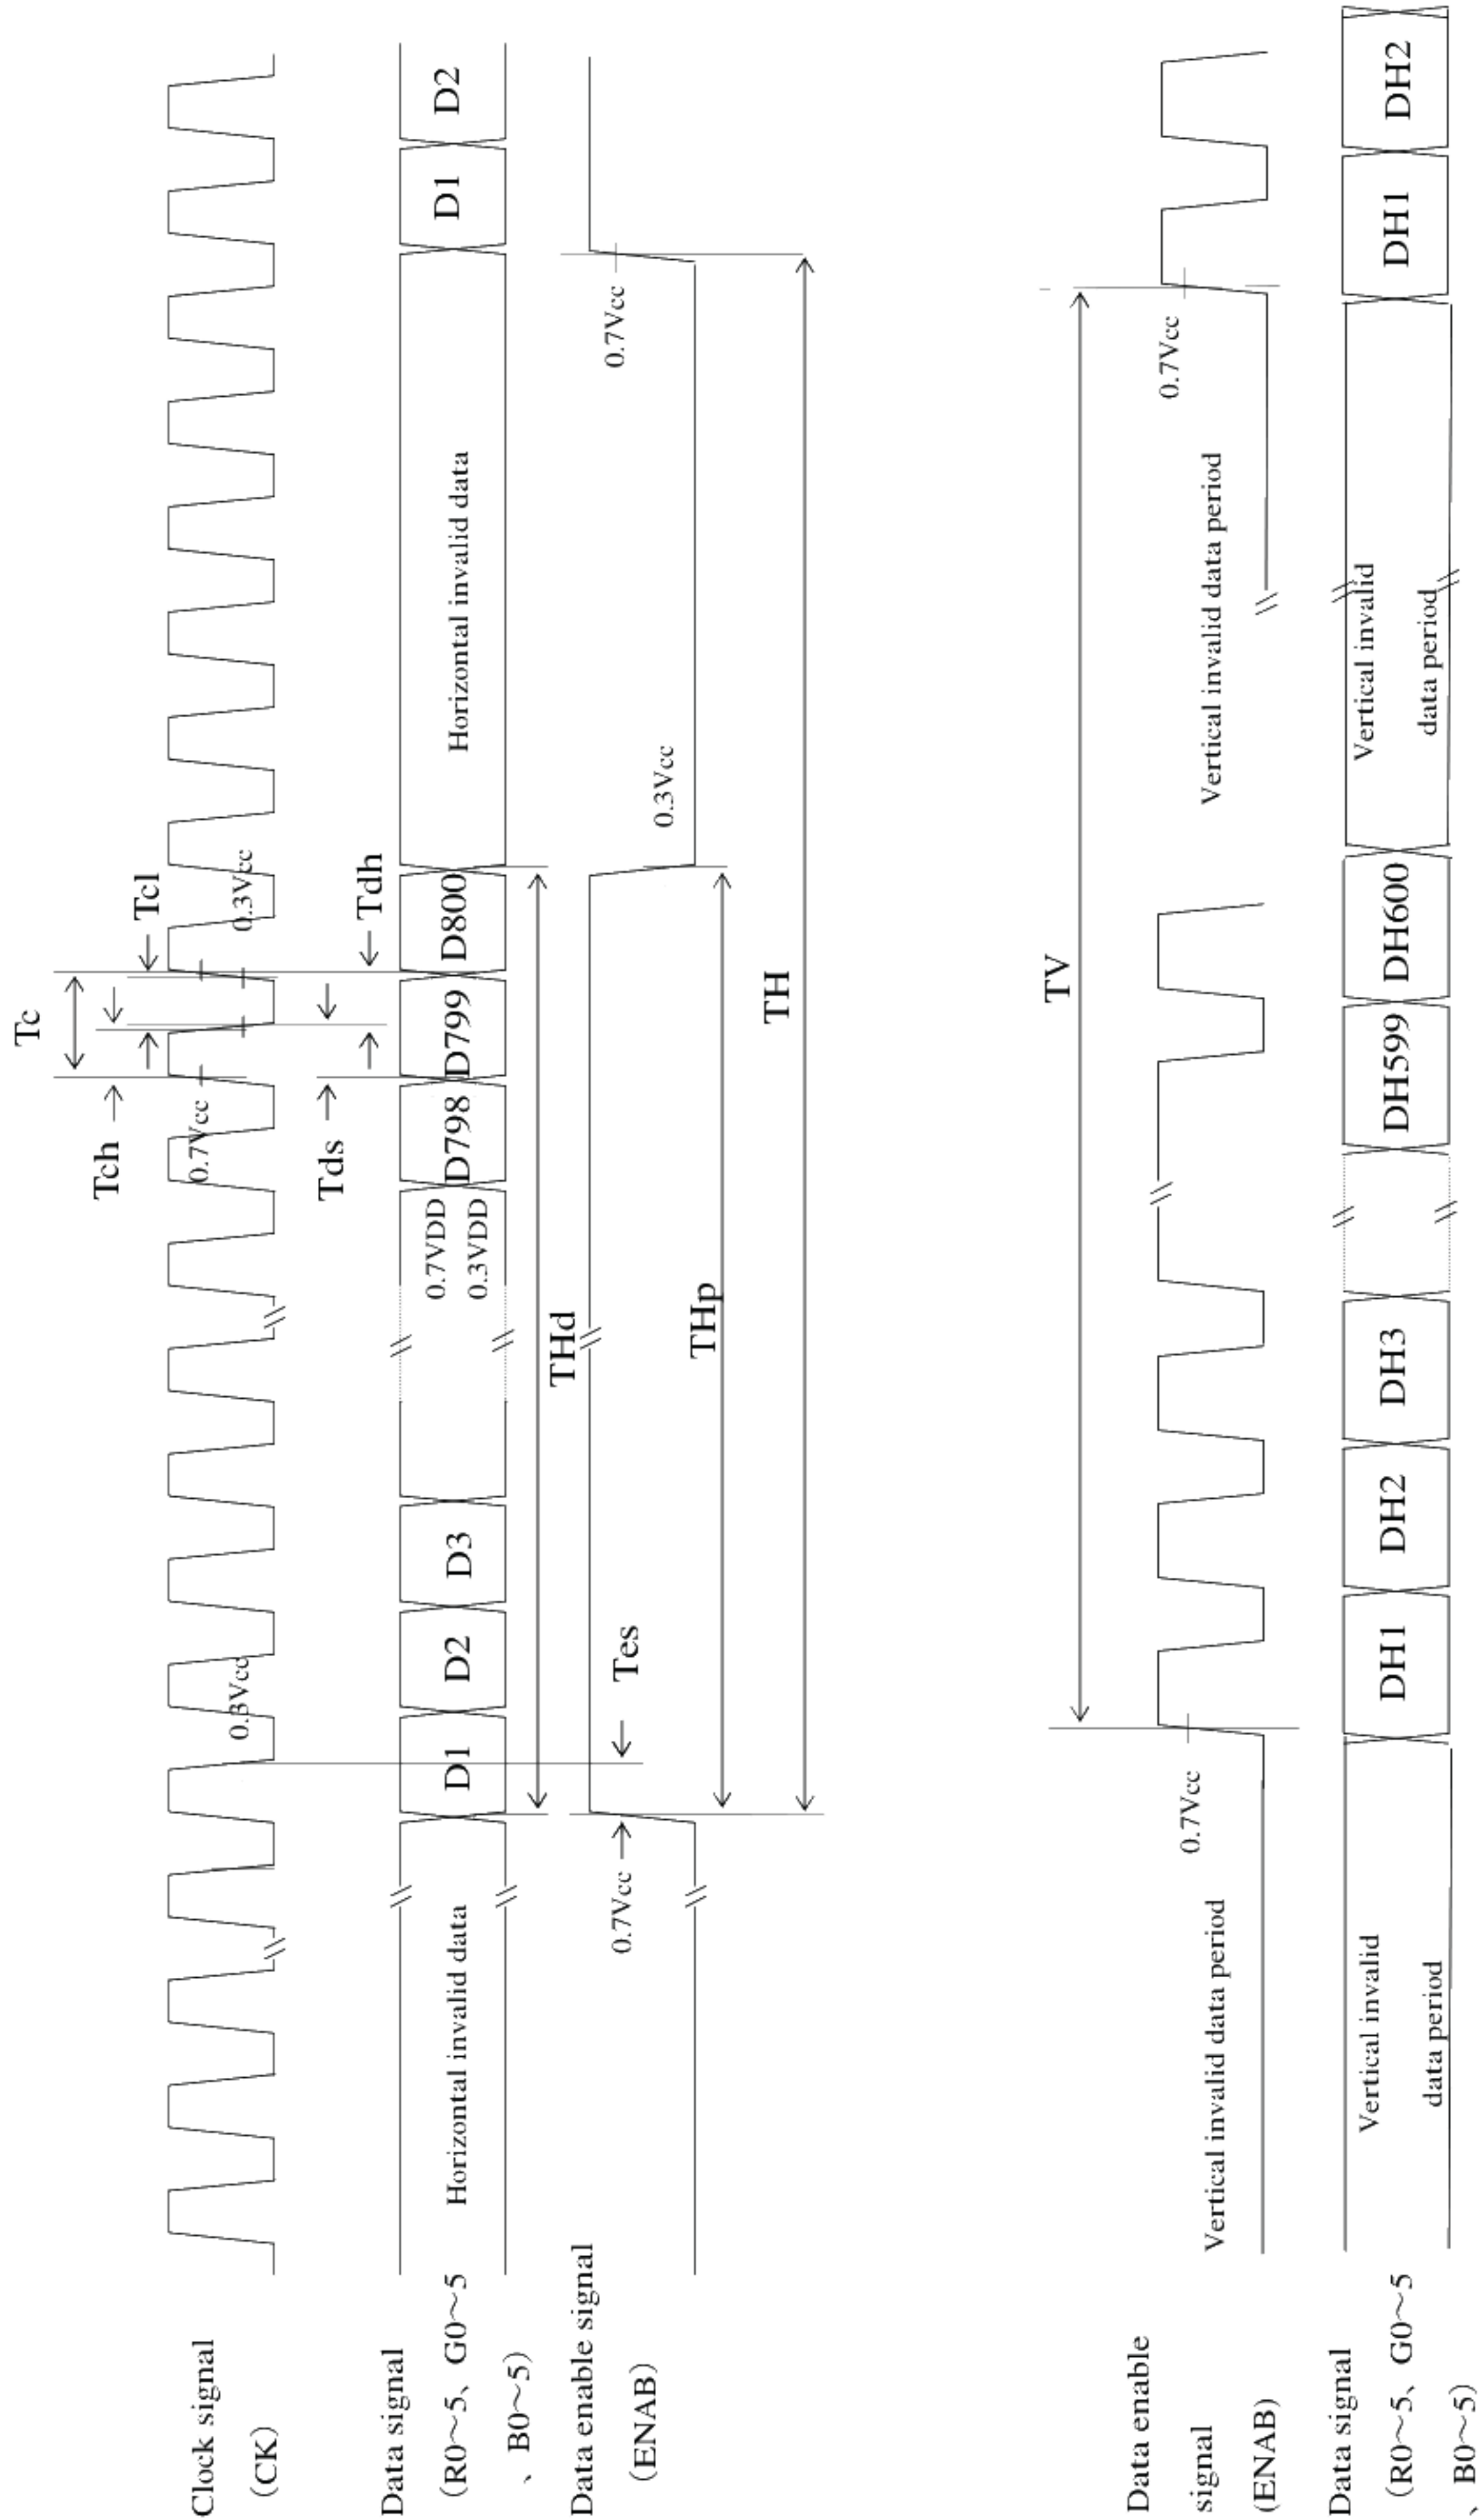 Tc
Tch
Tcl
Clock signal
(CK)
0.3Vcc
0.7Vcc
0.3Vcc
Tds
Tdh
Data signal
(R0～5、G0～5
、B0～5)
Horizontal invalid data
D1
D2
D3
0.7VDD
0.3VDD
D798
D799
D800
Horizontal invalid data
D1
D2
THd
Data enable signal
(ENAB)
0.7Vcc
Tes
0.3Vcc
0.7Vcc
THp
TH
TV
Data enable
signal
(ENAB)
Vertical invalid data period
0.7Vcc
Vertical invalid data period
0.7Vcc
Data signal
(R0～5、G0～5
、B0～5)
Vertical invalid
data period
DH1
DH2
DH3
DH599
DH600
Vertical invalid
data period
DH1
DH2